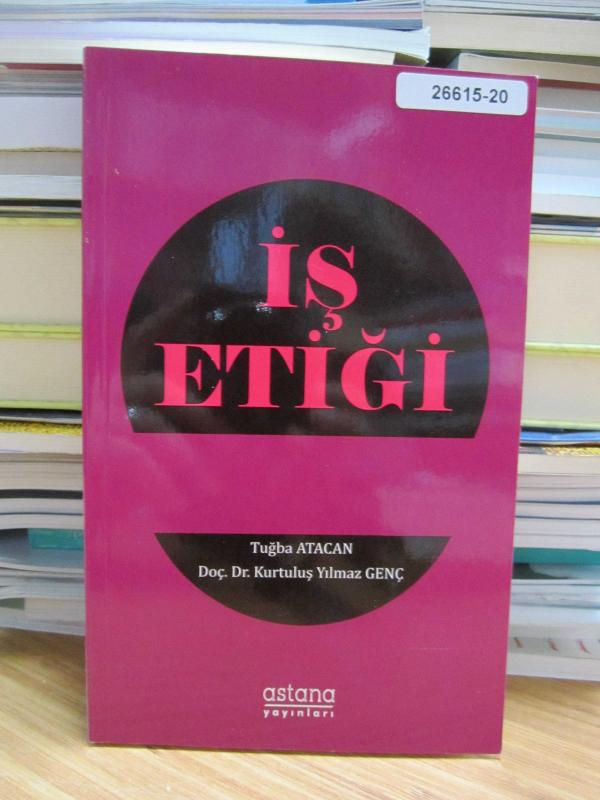 26615-20
İŞ
ETİĞİ
Tuğba ATACAN
Doç. Dr. Kurtuluş Yılmaz GENÇ
astana
yayınları